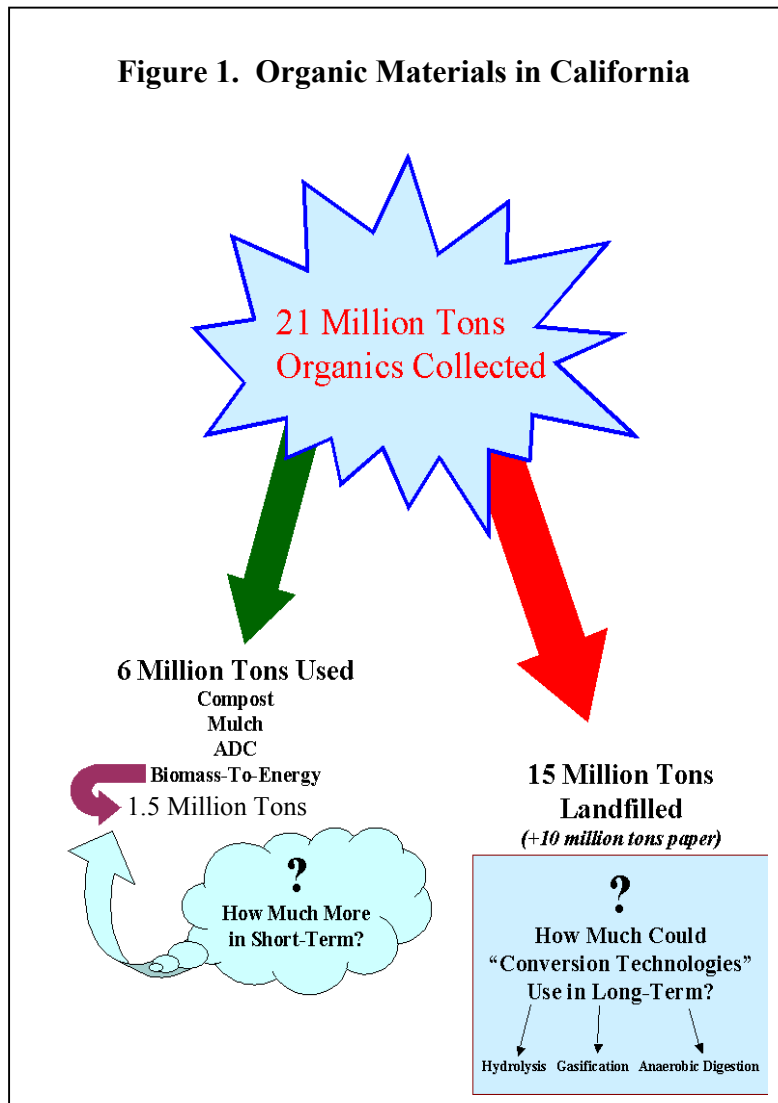 Figure 1.  Organic Materials in California
21 Million Tons
Organics Collected
6 Million Tons Used
Compost
Mulch
ADC
Biomass-To-Energy
1.5 Million Tons
?
How Much More
in Short-Term?
15 Million Tons
Landfilled
(+10 million tons paper)
?
How Much Could
“Conversion Technologies”
Use in Long-Term?
Hydrolysis Gasification Anaerobic Digestion